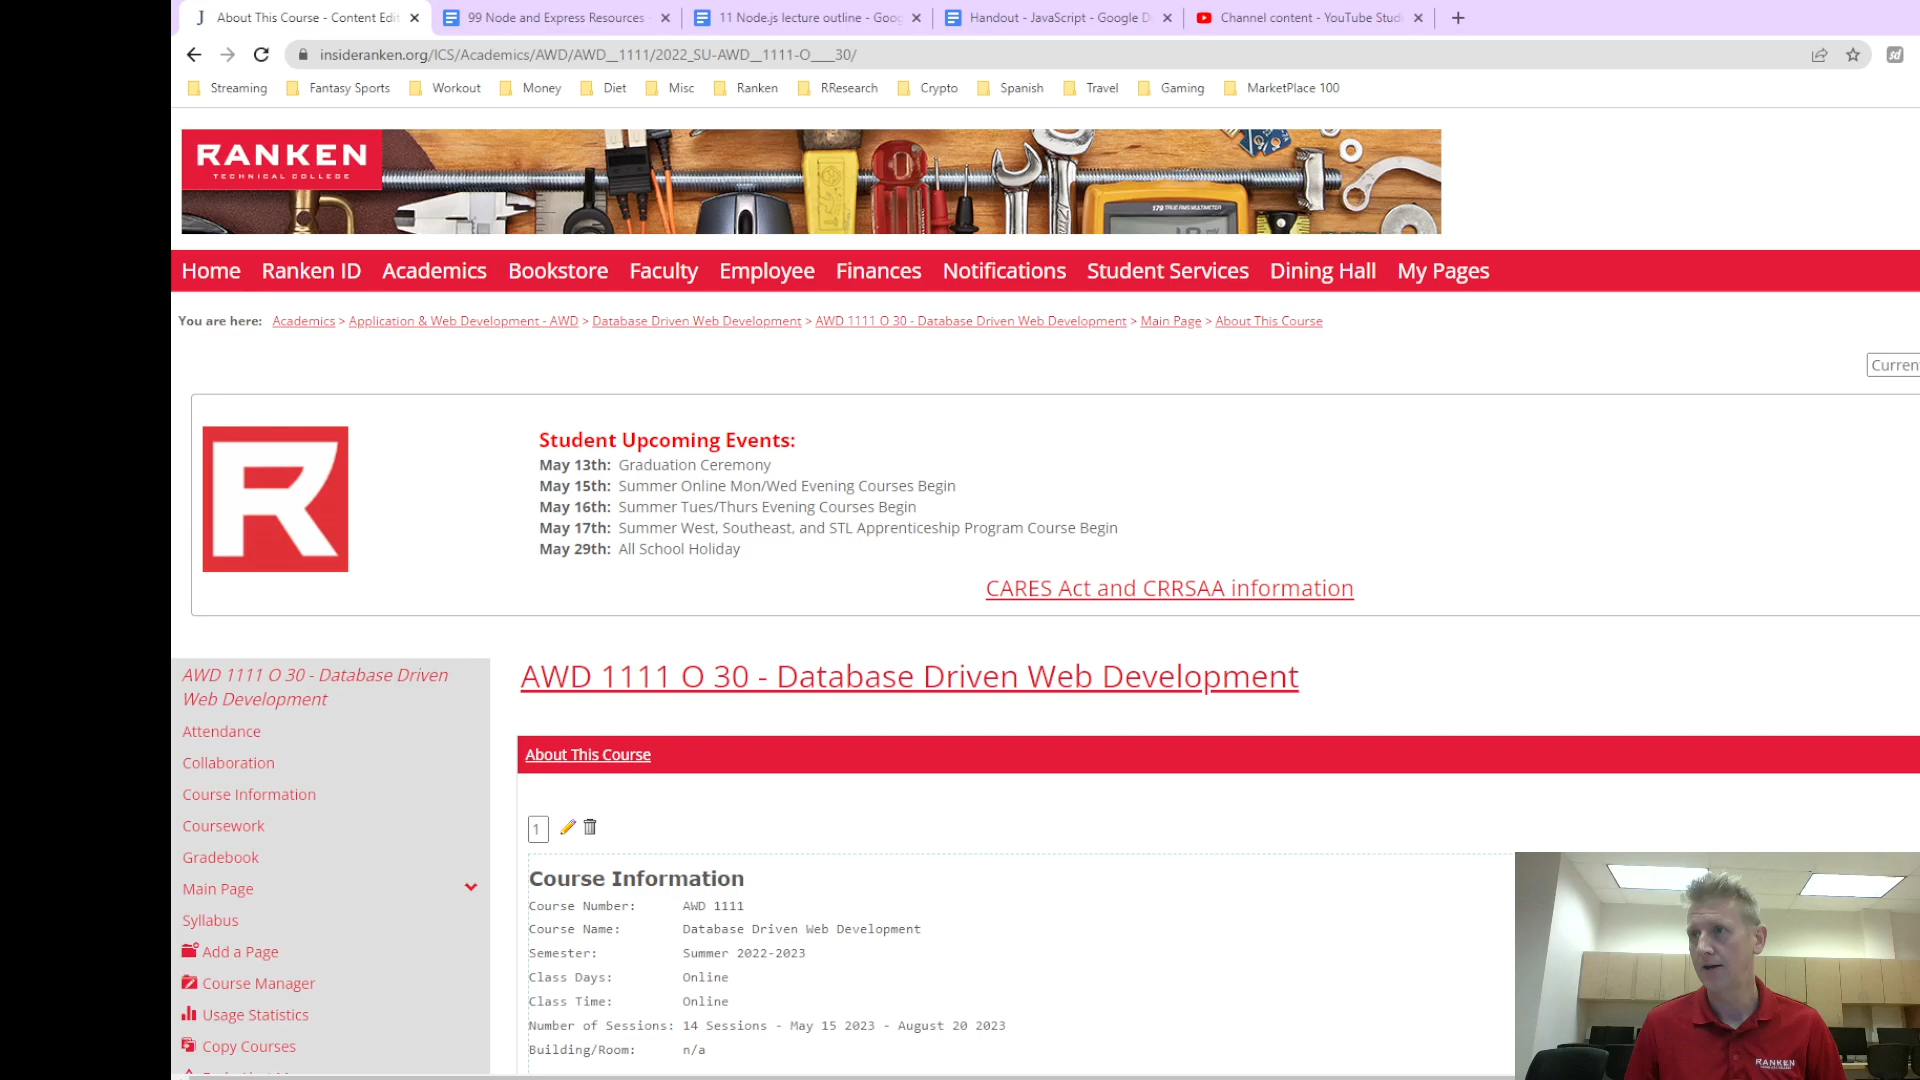 About This Course - Content Edit
99 Node and Express Resources
11 Node.js lecture outline - Goog
Handout - JavaScript - Google D
Channel content - YouTube Studi
insideranken.org/ICS/Academics/AWD/AWD__1111/2022_SU-AWD__1111-O___30/
sd
Streaming
Fantasy Sports
Workout
Money
Diet
Misc
Ranken
RResearch
Crypto
Spanish
Travel
Gaming
MarketPlace 100
RANKEN
TECHNICAL COLLEGE
179 TRUE RMS MULTIMETER
Home Ranken ID Academics Bookstore Faculty Employee Finances Notifications Student Services Dining Hall My Pages
You are here: Academics > Application & Web Development - AWD > Database Driven Web Development > AWD 1111 O 30 - Database Driven Web Development > Main Page > About This Course
Curren
R
Student Upcoming Events:
May 13th: Graduation Ceremony
May 15th: Summer Online Mon/Wed Evening Courses Begin
May 16th: Summer Tues/Thurs Evening Courses Begin
May 17th: Summer West, Southeast, and STL Apprenticeship Program Course Begin
May 29th: All School Holiday
CARES Act and CRRSAA information
AWD 1111 O 30 - Database Driven
Web Development
Attendance
Collaboration
Course Information
Coursework
Gradebook
Main Page
Syllabus
Add a Page
Course Manager
Usage Statistics
Copy Courses
AWD 1111 O 30 - Database Driven Web Development
About This Course
1
Course Information
Course Number: AWD 1111
Course Name: Database Driven Web Development
Semester: Summer 2022-2023
Class Days: Online
Class Time: Online
Number of Sessions: 14 Sessions - May 15 2023 - August 20 2023
Building/Room: n/a
RANKEN